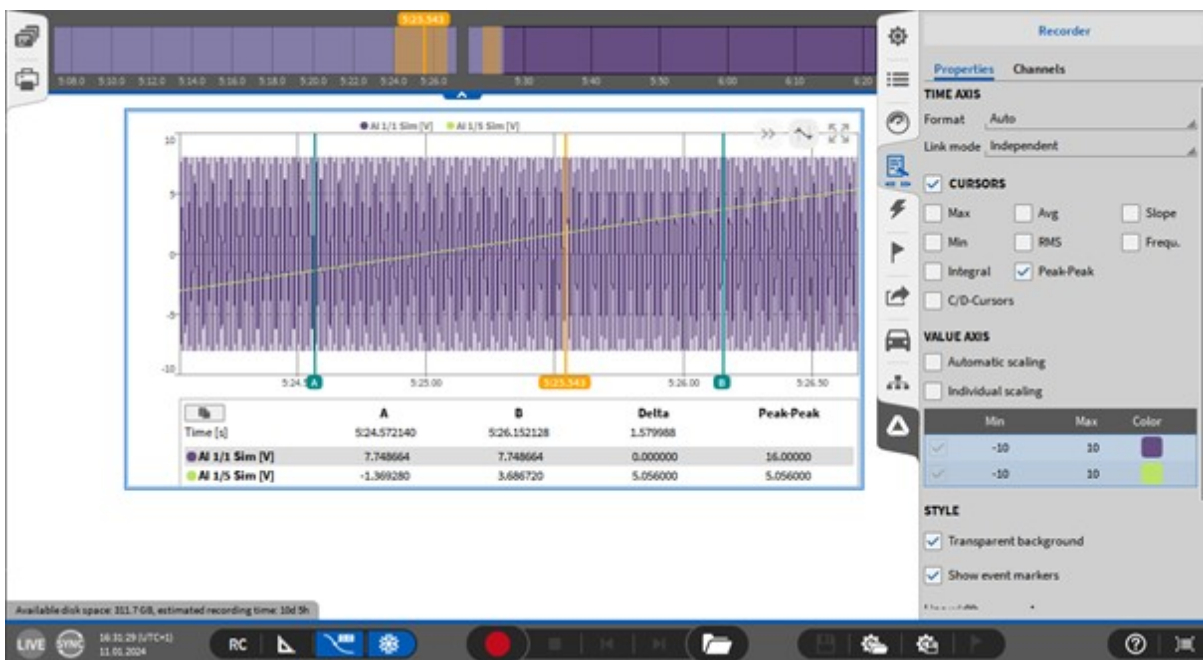 5:25.543
5:08.0 5:10.0 5:12.0 5:14.0 5:16.0 5:18.0 5:20.0 5:22.0 5:24.0 5:26.0 5:30 5:40 5:50 6:00 6:10 6:20
AI 1/1 Sim [V] AI 1/5 Sim [V]
10
5
0
-5
-10
5:24.5 A 5:25.00 5:25.543 5:26.00 B 5:26.50
A B Delta Peak-Peak
Time [s] 5:24.572140 5:26.152128 1.579988
AI 1/1 Sim [V] 7.748664 7.748664 0.000000 16.00000
AI 1/5 Sim [V] -1.369280 3.686720 5.056000 5.056000
Recorder
Properties Channels
TIME AXIS
Format Auto
Link mode Independent
CURSORS
Max Avg Slope
Min RMS Frequ.
Integral Peak-Peak
C/D-Cursors
VALUE AXIS
Automatic scaling
Individual scaling
Min Max Color
-10 10
-10 10
STYLE
Transparent background
Show event markers
Available disk space: 311.7 GB, estimated recording time: 10d 5h
LIVE SYNC 16:31:29 (UTC+1) RC
11.01.2024